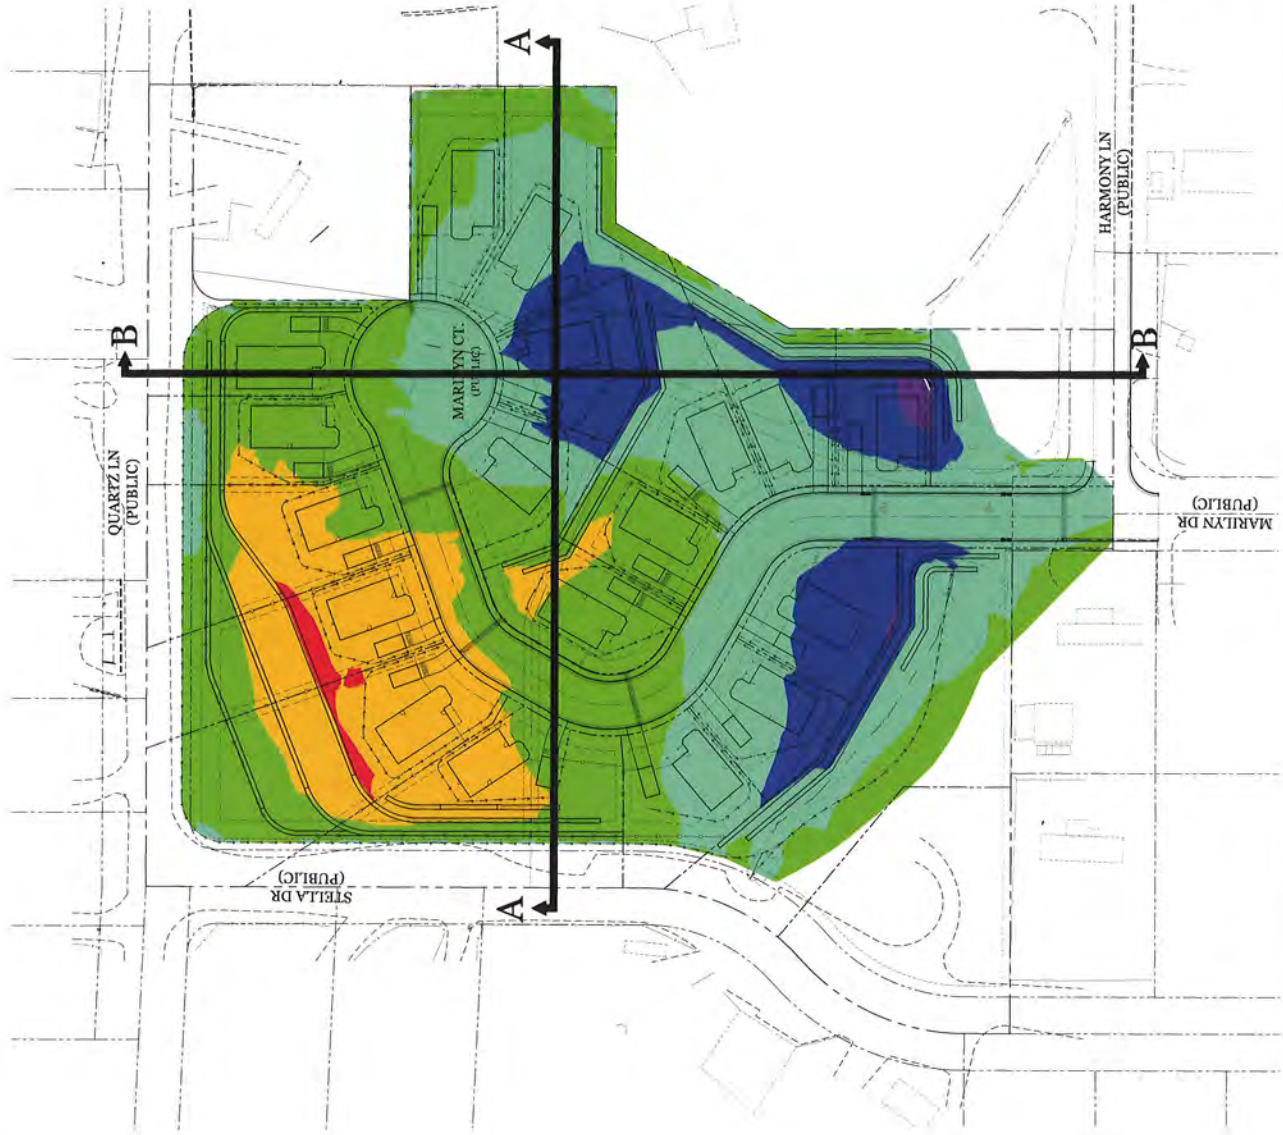 A
B
QUARTZ LN
(PUBLIC)
MARILYN CT.
(PUBLIC)
HARMONY LN
(PUBLIC)
B
MARILYN DR
(PUBLIC)
STELLA DR
(PUBLIC)
A